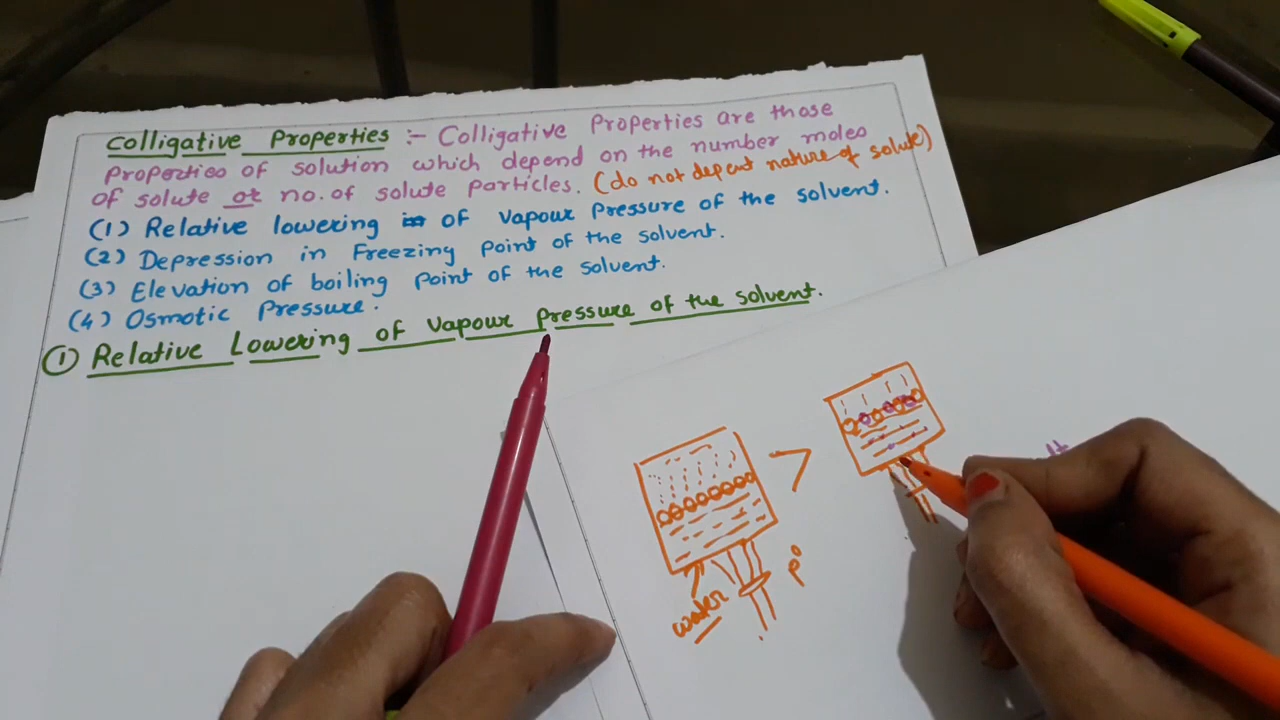 Colligative Properties :- Colligative Properties are those
properties of solution which depend on the number moles
of solute or no. of solute particles. (do not depent nature of solute)
(1) Relative lowering of vapour pressure of the solvent.
(2) Depression in Freezing point of the solvent.
(3) Elevation of boiling point of the solvent.
(4) Osmotic Pressure.
① Relative Lowering of vapour pressure of the solvent.
>
p°
water